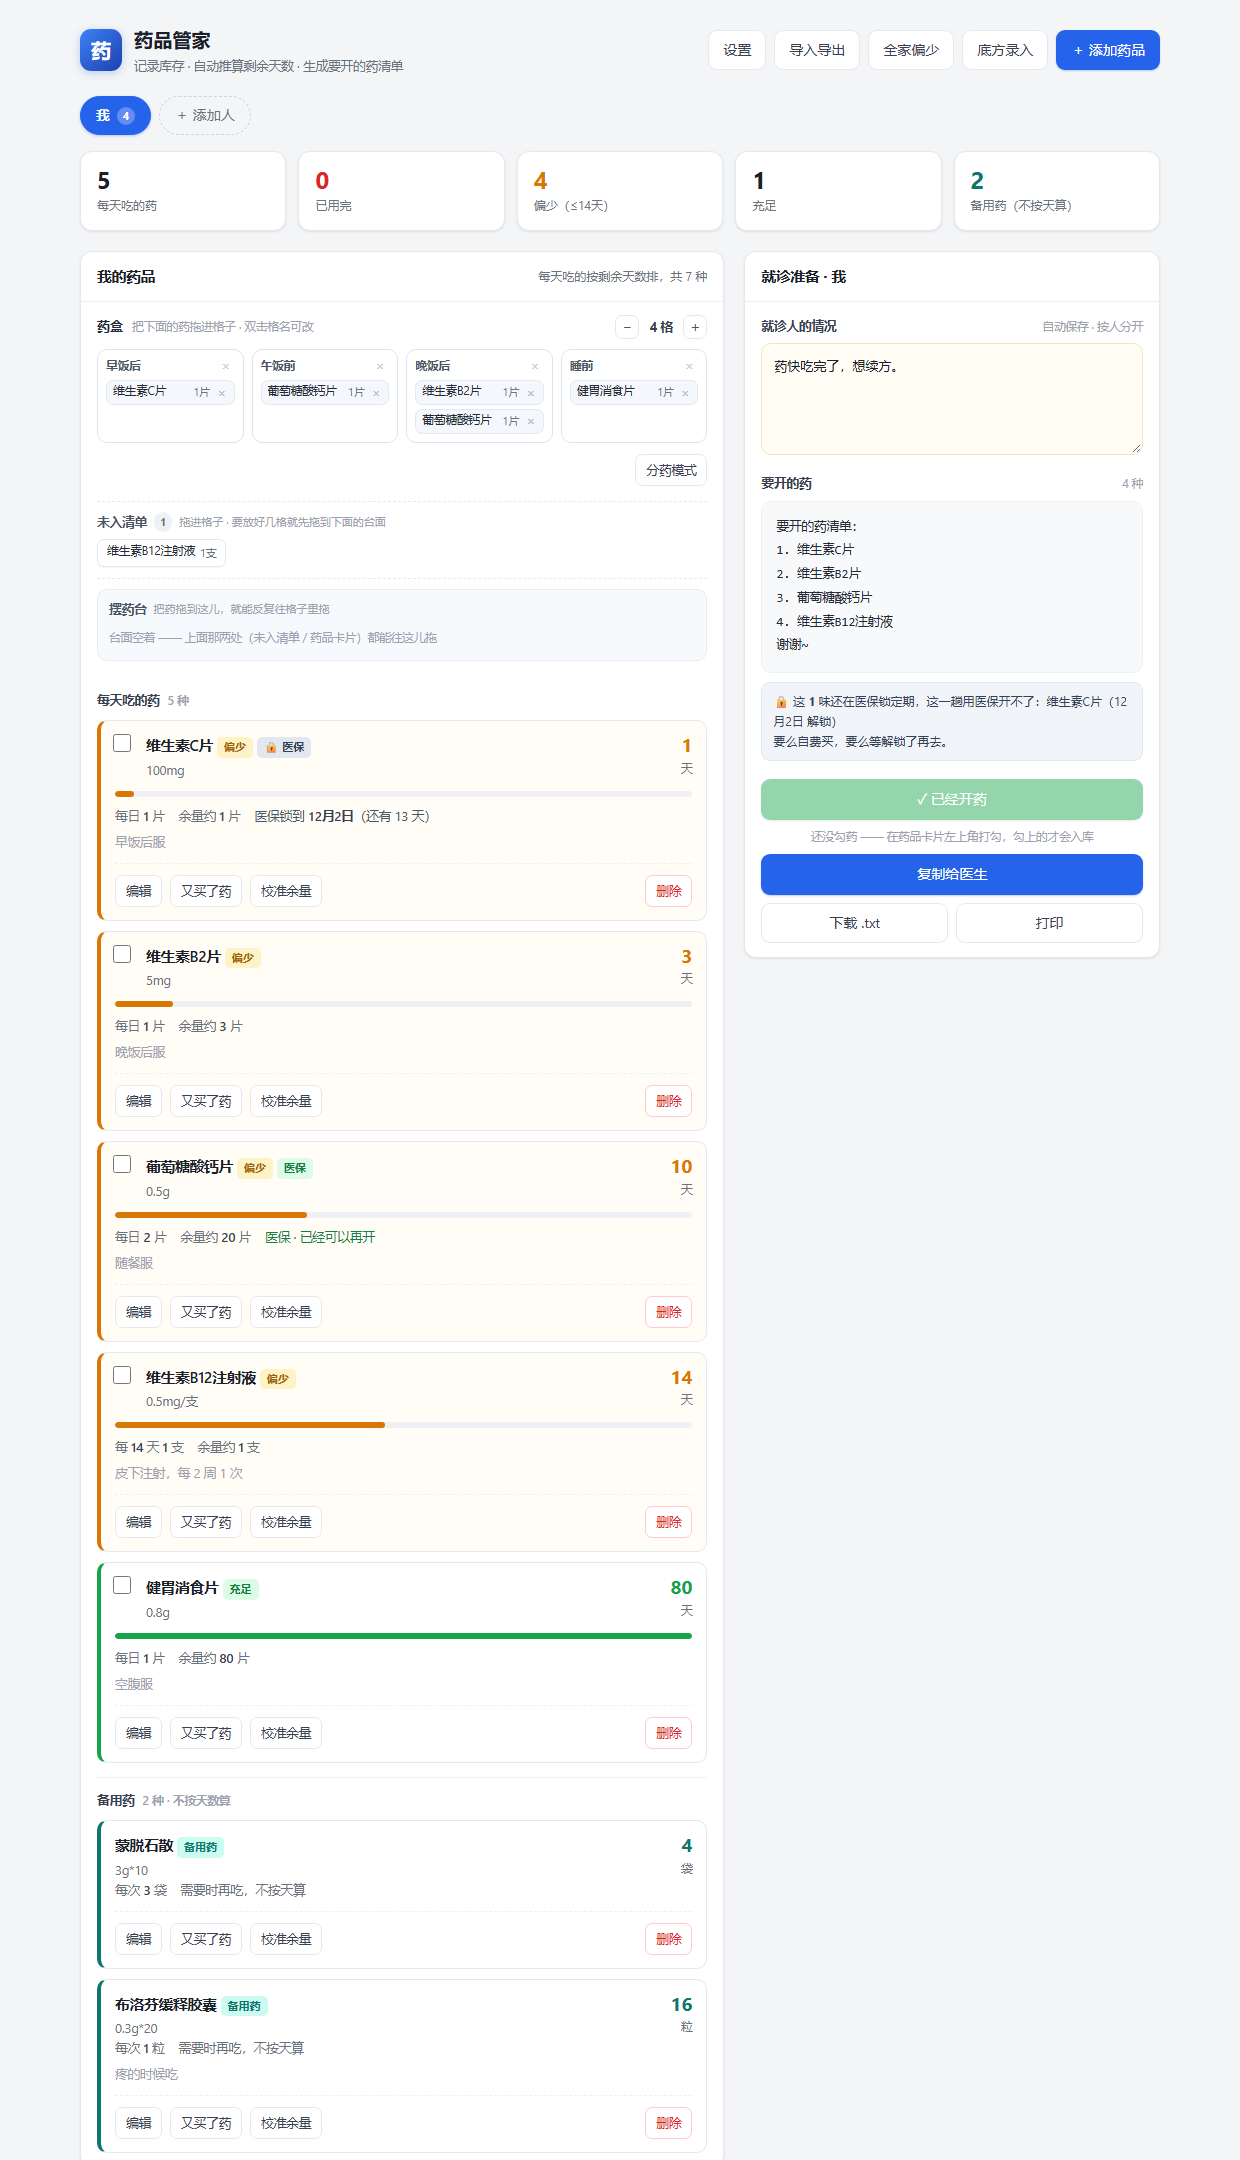 药
药品管家
记录库存 · 自动推算剩余天数 · 生成要开的药清单
设置
导入导出
全家偏少
底方录入
＋ 添加药品
我 4
＋ 添加人
5
每天吃的药
0
已用完
4
偏少（≤14天）
1
充足
2
备用药（不按天算）
我的药品
每天吃的按剩余天数排，共 7 种
药盒 把下面的药拖进格子 · 双击格名可改
− 4 格 +
早饭后 ×
维生素C片 1片 ×
午饭前 ×
葡萄糖酸钙片 1片 ×
晚饭后 ×
维生素B2片 1片 ×
葡萄糖酸钙片 1片 ×
睡前 ×
健胃消食片 1片 ×
分药模式
未入清单 1 拖进格子 · 要放好几格就先拖到下面的台面
维生素B12注射液 1支
摆药台 把药拖到这儿，就能反复往格子里拖
台面空着 —— 上面那两处（未入清单 / 药品卡片）都能往这儿拖
每天吃的药 5 种
维生素C片 偏少 🔒 医保
100mg
1
天
每日 1 片 余量约 1 片 医保锁到 12月2日（还有 13 天）
早饭后服
编辑 又买了药 校准余量 删除
维生素B2片 偏少
5mg
3
天
每日 1 片 余量约 3 片
晚饭后服
编辑 又买了药 校准余量 删除
葡萄糖酸钙片 偏少 医保
0.5g
10
天
每日 2 片 余量约 20 片 医保 · 已经可以再开
随餐服
编辑 又买了药 校准余量 删除
维生素B12注射液 偏少
0.5mg/支
14
天
每 14 天 1 支 余量约 1 支
皮下注射，每 2 周 1 次
编辑 又买了药 校准余量 删除
健胃消食片 充足
0.8g
80
天
每日 1 片 余量约 80 片
空腹服
编辑 又买了药 校准余量 删除
备用药 2 种 · 不按天数算
蒙脱石散 备用药
3g*10
4
袋
每次 3 袋 需要时再吃，不按天算
编辑 又买了药 校准余量 删除
布洛芬缓释胶囊 备用药
0.3g*20
16
粒
每次 1 粒 需要时再吃，不按天算
疼的时候吃
编辑 又买了药 校准余量 删除
就诊准备 · 我
就诊人的情况
自动保存 · 按人分开
药快吃完了，想续方。
要开的药
4 种
要开的药清单：
1. 维生素C片
2. 维生素B2片
3. 葡萄糖酸钙片
4. 维生素B12注射液
谢谢~
🔒 这 1 味还在医保锁定期，这一趟用医保开不了：维生素C片（12
月2日 解锁）
要么自费买，要么等解锁了再去。
✓ 已经开药
还没勾药 —— 在药品卡片左上角打勾，勾上的才会入库
复制给医生
下载 .txt
打印